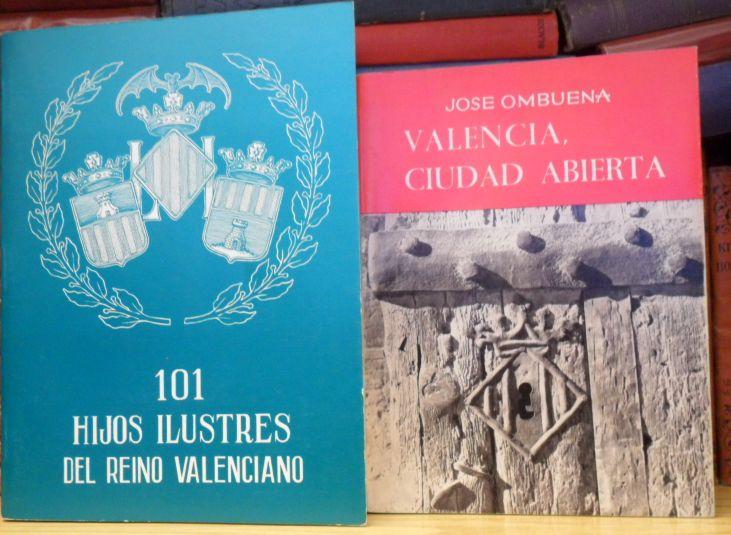 101
HIJOS ILUSTRES
DEL REINO VALENCIANO
JOSE OMBUENA
VALENCIA,
CIUDAD ABIERTA